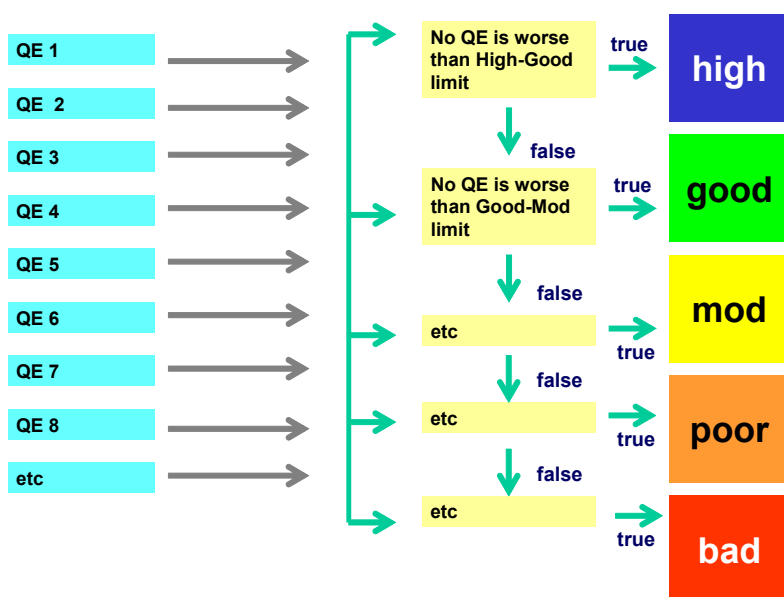 QE 1
QE 2
QE 3
QE 4
QE 5
QE 6
QE 7
QE 8
etc
No QE is worse
than High-Good
limit
true
high
false
No QE is worse
than Good-Mod
limit
true
good
false
etc
true
mod
false
etc
true
poor
false
etc
true
bad